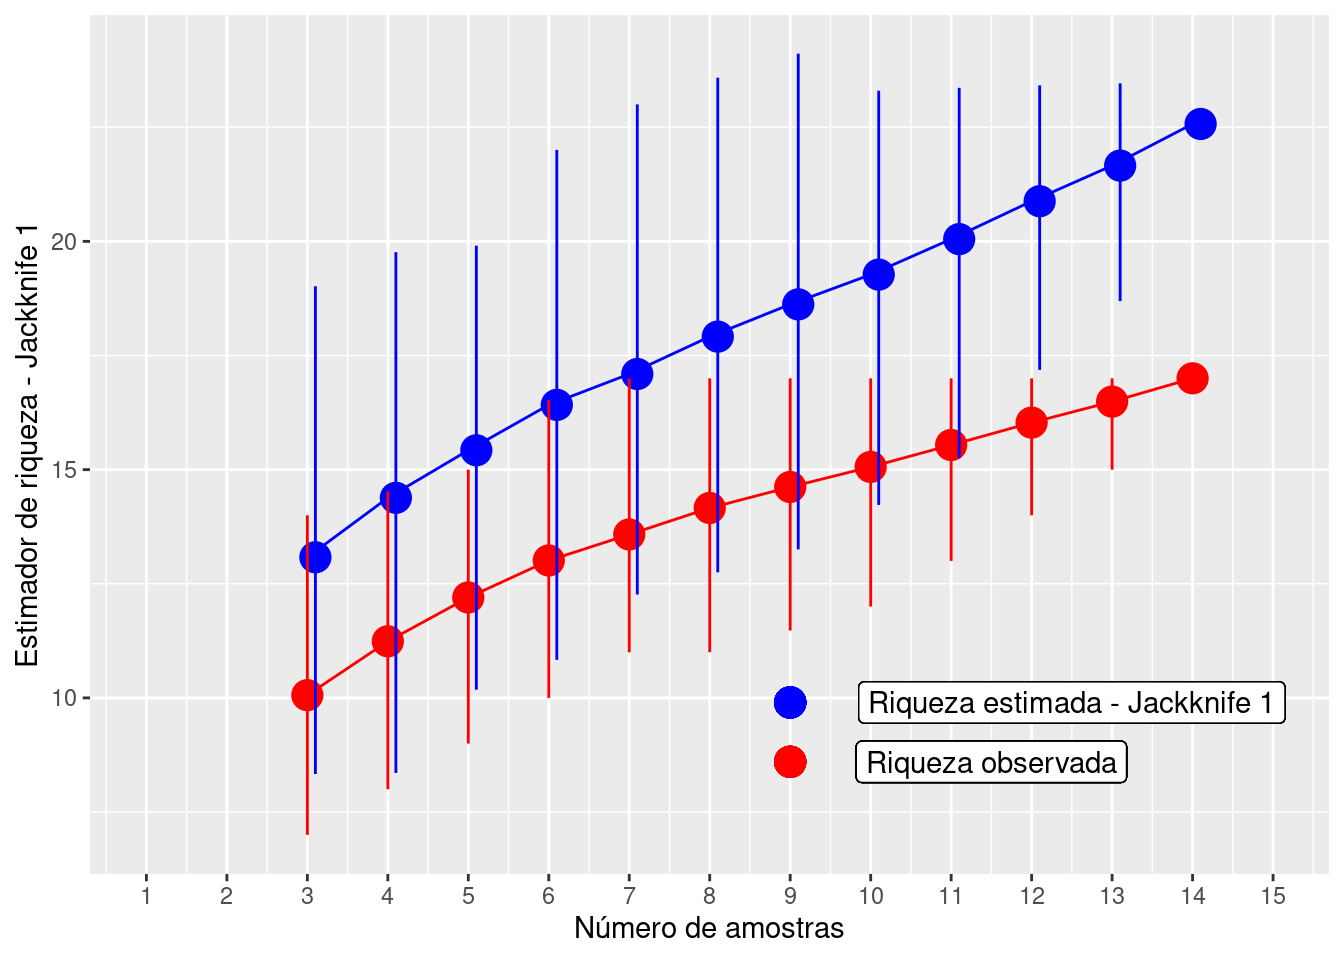 Estimador de riqueza - Jackknife 1
20
15
10
Riqueza estimada - Jackknife 1
Riqueza observada
1 2 3 4 5 6 7 8 9 10 11 12 13 14 15
Número de amostras